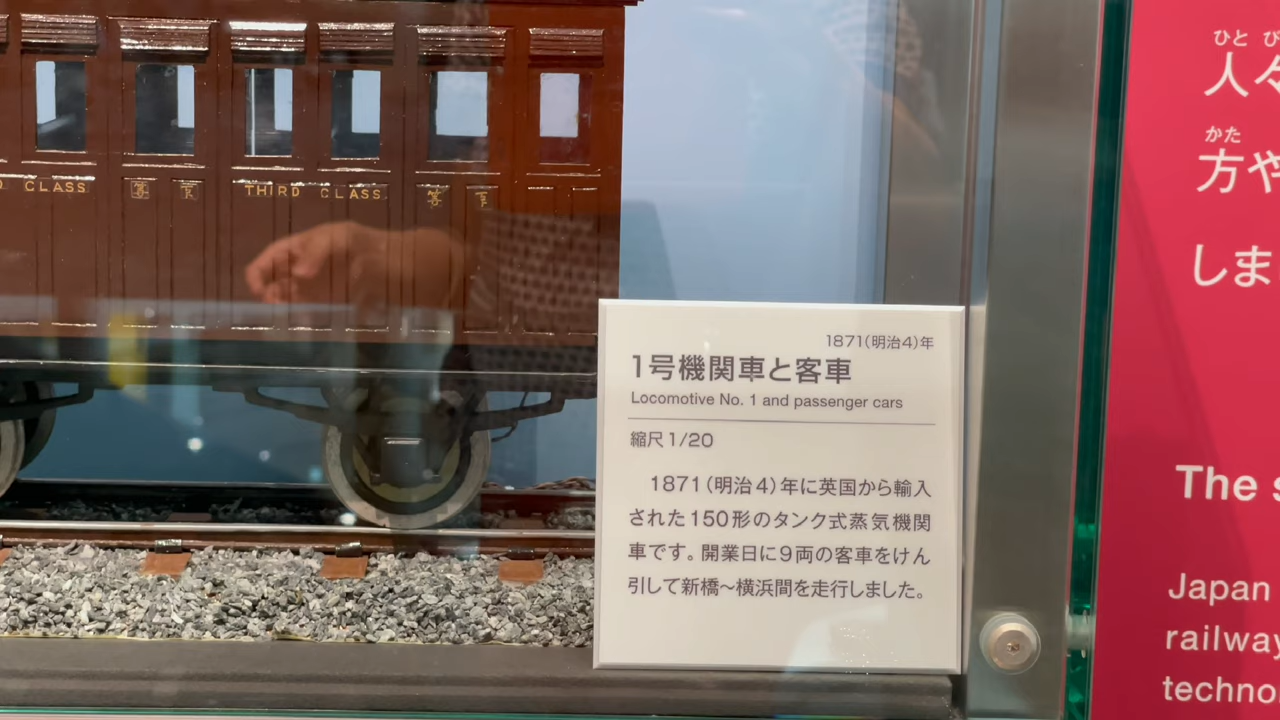 CLASS
THIRD CLASS
1871(明治4)年
1号機関車と客車
Locomotive No. 1 and passenger cars
縮尺1/20
1871(明治4)年に英国から輸入
された150形のタンク式蒸気機関
車です。開業日に9両の客車をけん
引して新橋〜横浜間を走行しました。
ひと
人々
かた
方や
しま
The
Japan
railway
techno